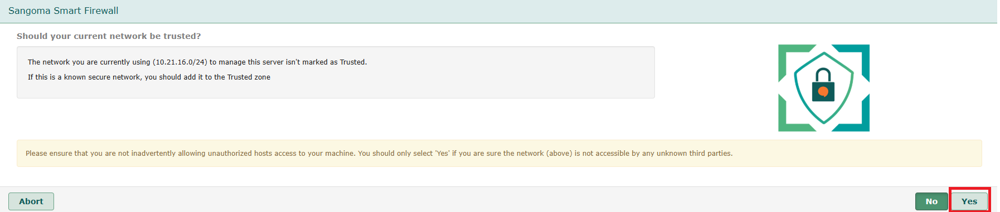 Sangoma Smart Firewall
Should your current network be trusted?
The network you are currently using (10.21.16.0/24) to manage this server isn't marked as Trusted.
If this is a known secure network, you should add it to the Trusted zone
Please ensure that you are not inadvertently allowing unauthorized hosts access to your machine. You should only select 'Yes' if you are sure the network (above) is not accessible by any unknown third parties.
Abort
No
Yes